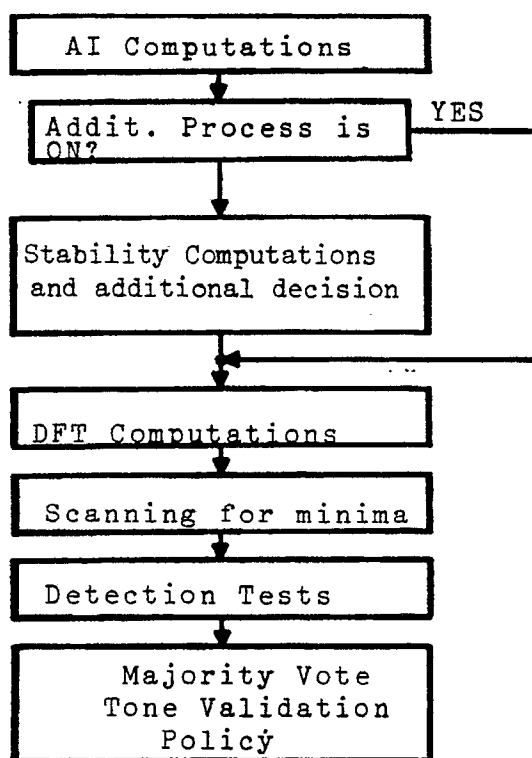 AI Computations
Addit. Process is
ON?
YES
Stability Computations
and additional decision
DFT Computations
Scanning for minima
Detection Tests
Majority Vote
Tone Validation
Policy